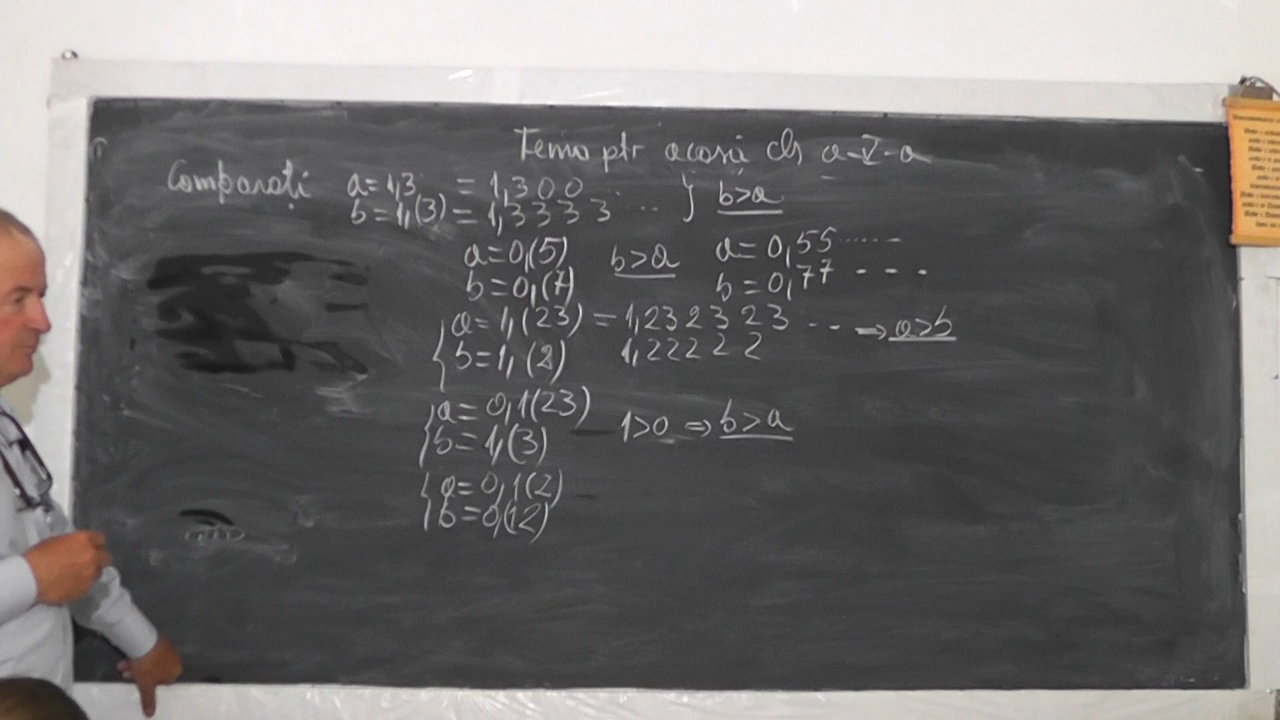 Temă ptr acasă cls a-V-a
Comparați a=1,3 = 1,300 ... } b>a
b=1,(3) = 1,3333 ...
a=0,(5) b>a a=0,55.....--
b=0,(7) b=0,77 - - - .
{ a=1,(23) = 1,232323 ... ⇒ a>b
b=1,(2) 1,22222
{ a=0,1(23) 1>0 ⇒ b>a
b=1,(3)
{ a=0,1(2)
b=0,(12)